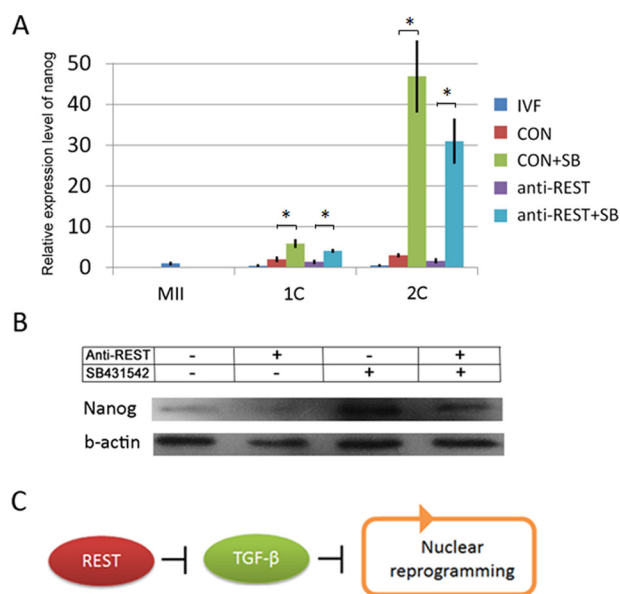 A
Relative expression level of nanog
50
40
30
20
10
0
MII
1C
2C
*
*
*
*
IVF
CON
CON+SB
anti-REST
anti-REST+SB
B
Anti-REST - + - +
SB431542 - - + +
Nanog
b-actin
C
REST
TGF-β
Nuclear
reprogramming